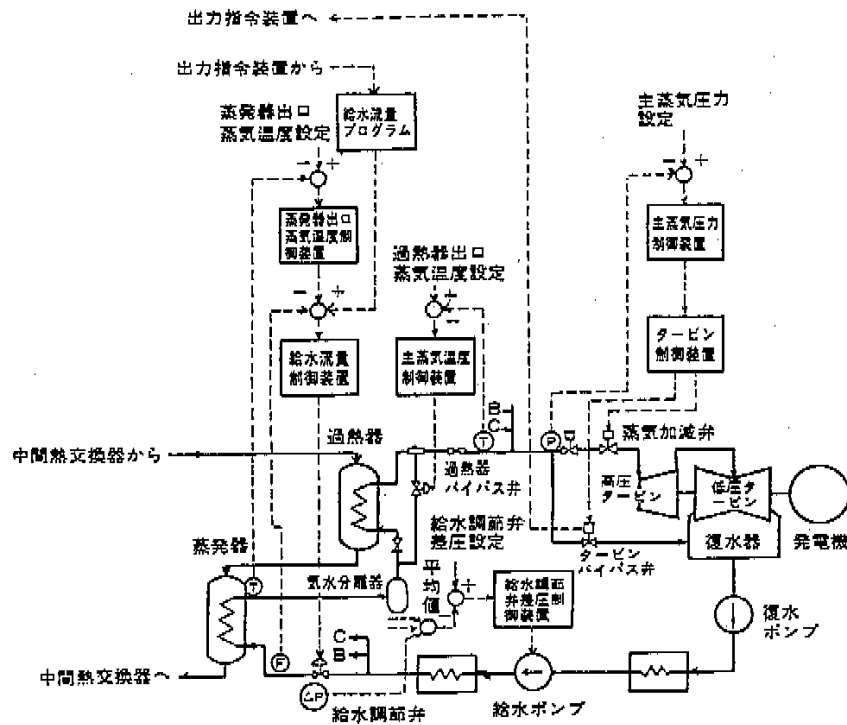 出力指令装置へ
出力指令装置から
蒸発器出口
蒸気温度設定
給水流量
プログラム
主蒸気圧力
設定
− +
− +
蒸発器出口
蒸気温度制
御装置
主蒸気圧力
制御装置
過熱器出口
蒸気温度設定
− +
+
−
給水流量
制御装置
主蒸気温度
制御装置
タービン
制御装置
B
C
T
P
蒸気加減弁
過熱器
中間熱交換器から
過熱器
バイパス弁
高圧
タービン
低圧タ
ービン
発電機
給水調節弁
差圧設定
復水器
タービン
バイパス弁
蒸発器
T
気水分離器
平均値
+
−
給水調節
弁差圧制
御装置
復水
ポンプ
C
B
F
中間熱交換器へ
△P
給水調節弁
給水ポンプ